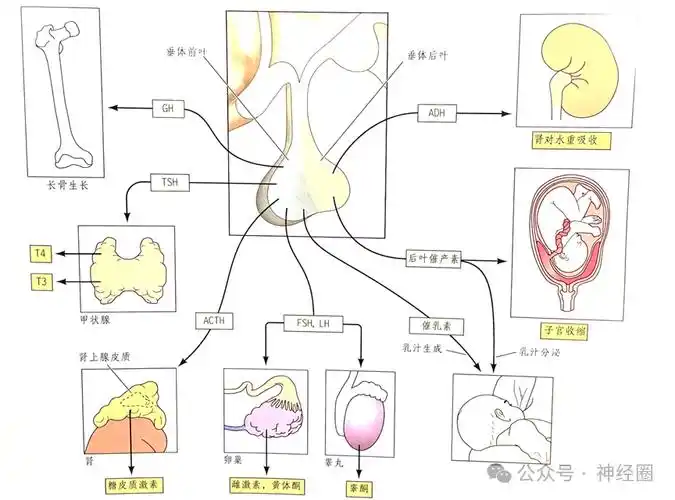 垂体前叶
垂体后叶
GH
ADH
长骨生长
肾对水重吸收
TSH
T4
T3
甲状腺
后叶催产素
子宫收缩
ACTH
FSH, LH
催乳素
乳汁生成
乳汁分泌
肾上腺皮质
肾
卵巢
睾丸
糖皮质激素
雌激素，黄体酮
睾酮
公众号 · 神经圈